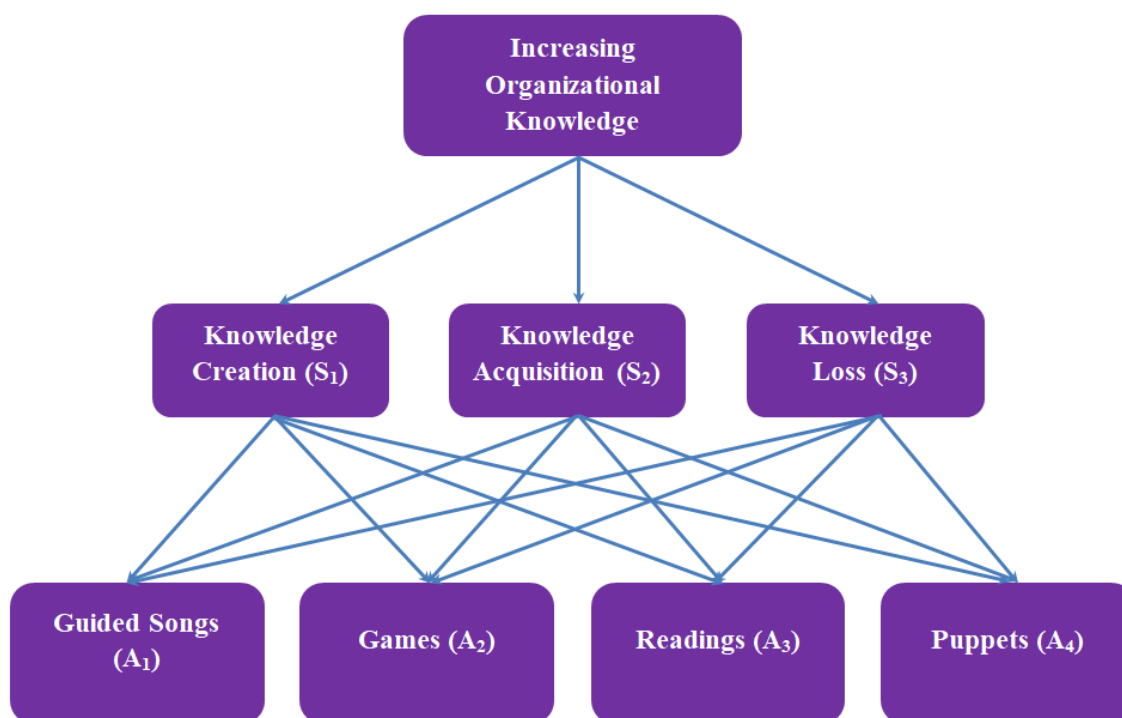 Increasing
Organizational
Knowledge
Knowledge
Creation (S₁)
Knowledge
Acquisition (S₂)
Knowledge
Loss (S₃)
Guided Songs
(A₁)
Games (A₂)
Readings (A₃)
Puppets (A₄)